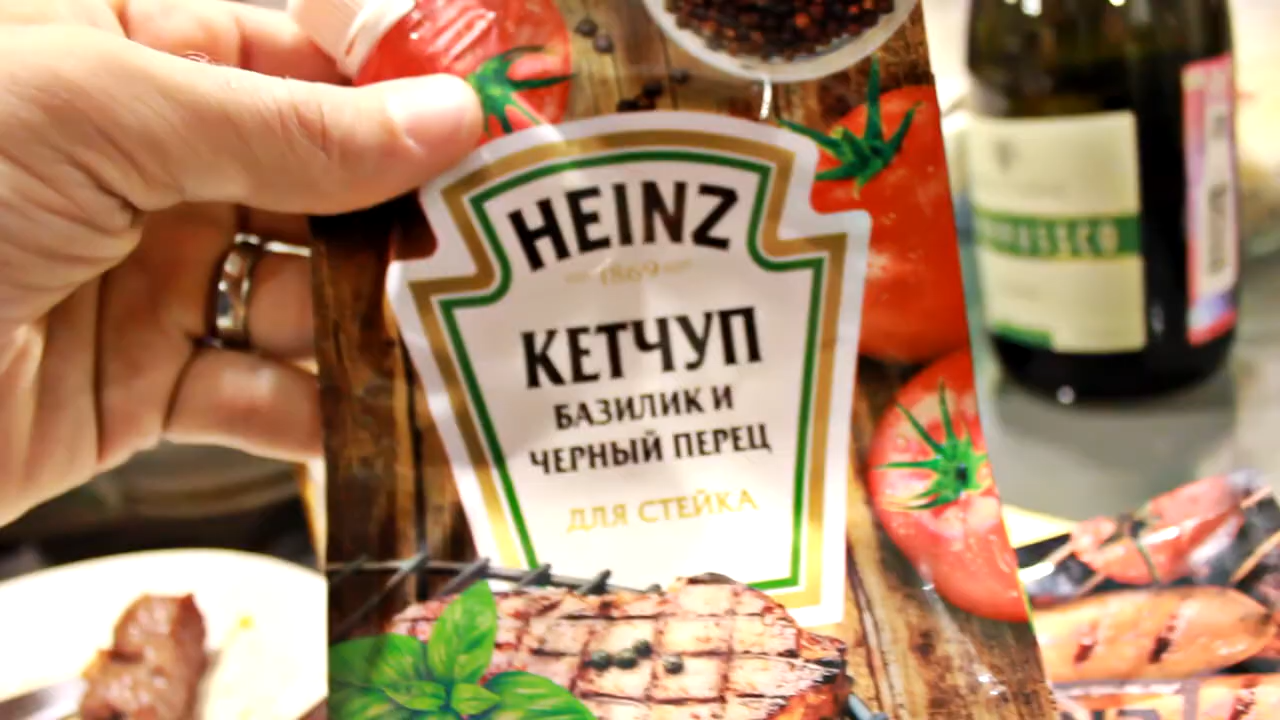 HEINZ
1869
КЕТЧУП
БАЗИЛИК И
ЧЕРНЫЙ ПЕРЕЦ
ДЛЯ СТЕЙКА